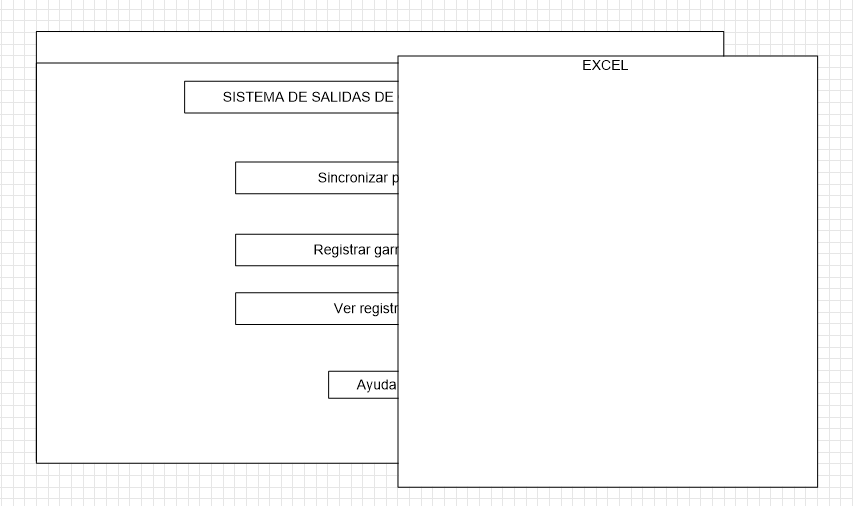 EXCEL
SISTEMA DE SALIDAS DE
Sincronizar
Registrar
Ver
Ayuda